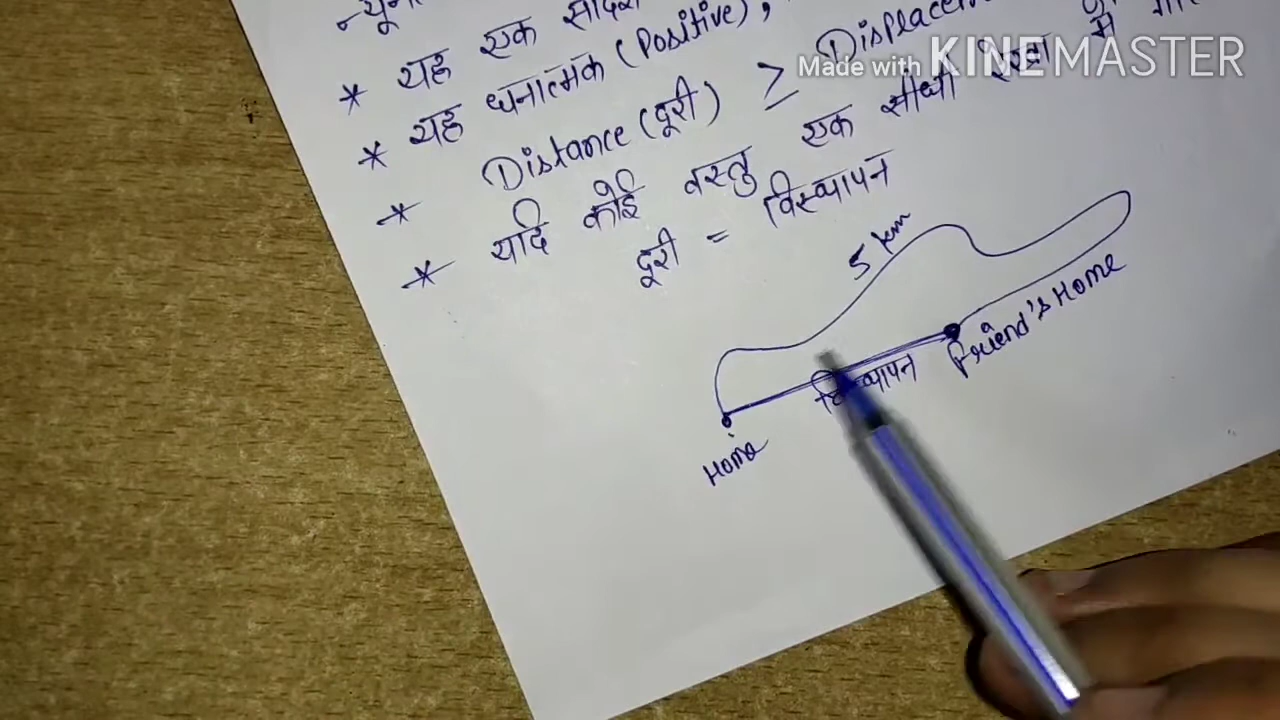 * यह एक सदिश
* यह धनात्मक (Positive),
* Distance (दूरी) ≥ Displacem
* यदि कोई वस्तु एक सीधी रेखा में
दूरी = विस्थापन
5 km
Friend's Home
विस्थापन
Home
Made with KINEMASTER